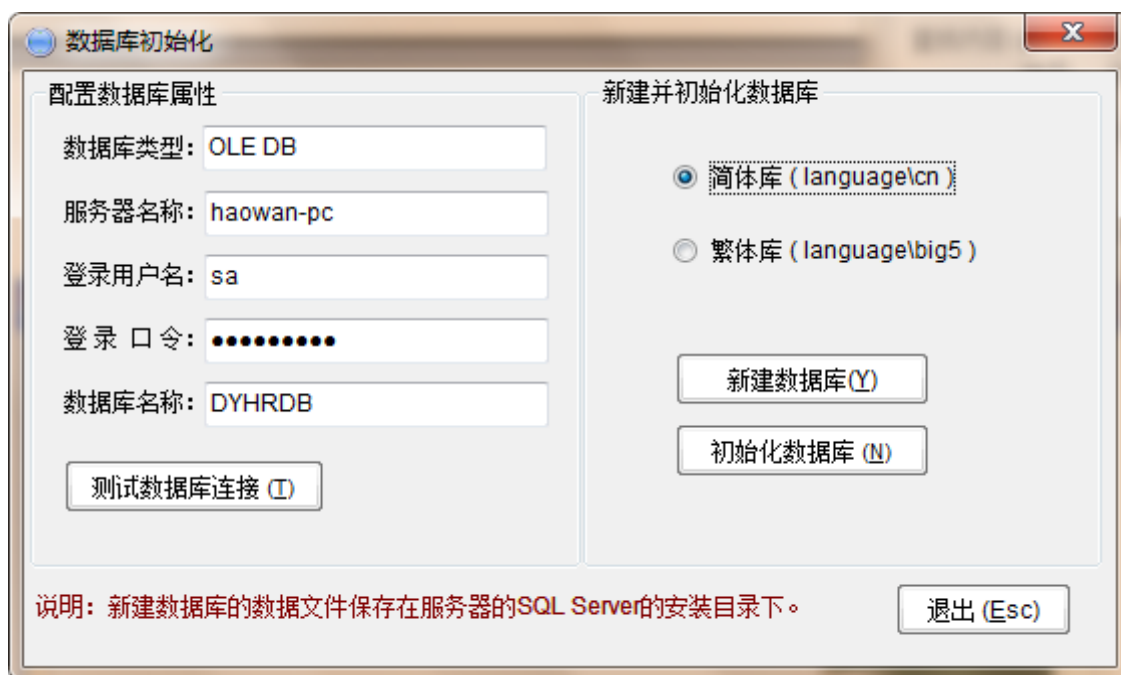 数据库初始化
配置数据库属性
数据库类型: OLE DB
服务器名称: haowan-pc
登录用户名: sa
登 录 口 令: ●●●●●●●●●
数据库名称: DYHRDB
测试数据库连接 (T)
新建并初始化数据库
简体库 ( language\cn )
繁体库 ( language\big5 )
新建数据库(Y)
初始化数据库 (N)
说明：新建数据库的数据文件保存在服务器的SQL Server的安装目录下。
退出 (Esc)